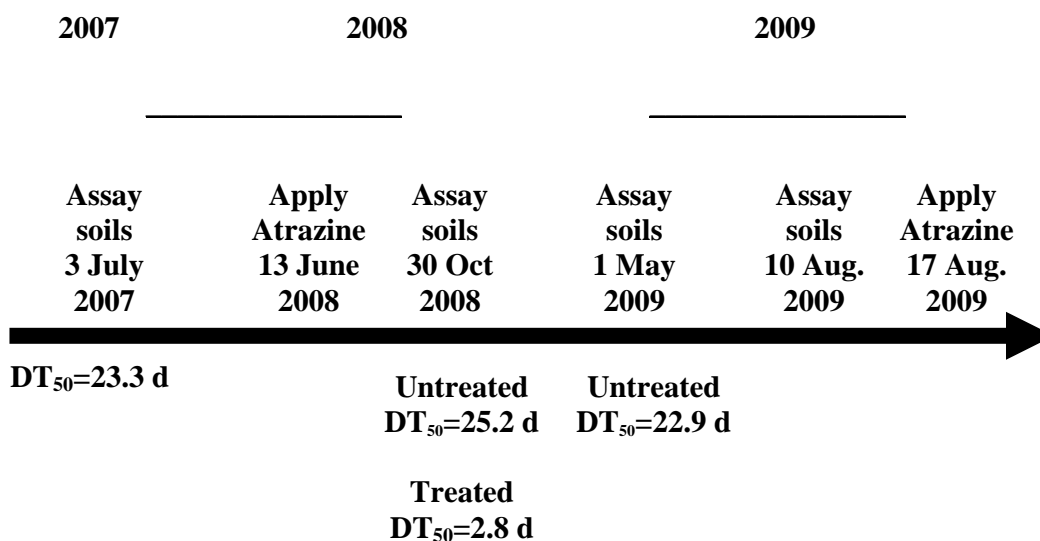 2007 2008 2009
Assay Apply Assay Assay Assay Apply
soils Atrazine soils soils soils Atrazine
3 July 13 June 30 Oct 1 May 10 Aug. 17 Aug.
2007 2008 2008 2009 2009 2009
DT₅₀=23.3 d
Untreated Untreated
DT₅₀=25.2 d DT₅₀=22.9 d
Treated
DT₅₀=2.8 d